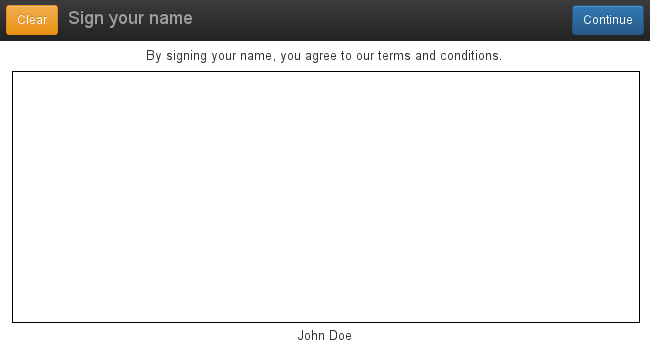 Clear Sign your name Continue
By signing your name, you agree to our terms and conditions.
John Doe